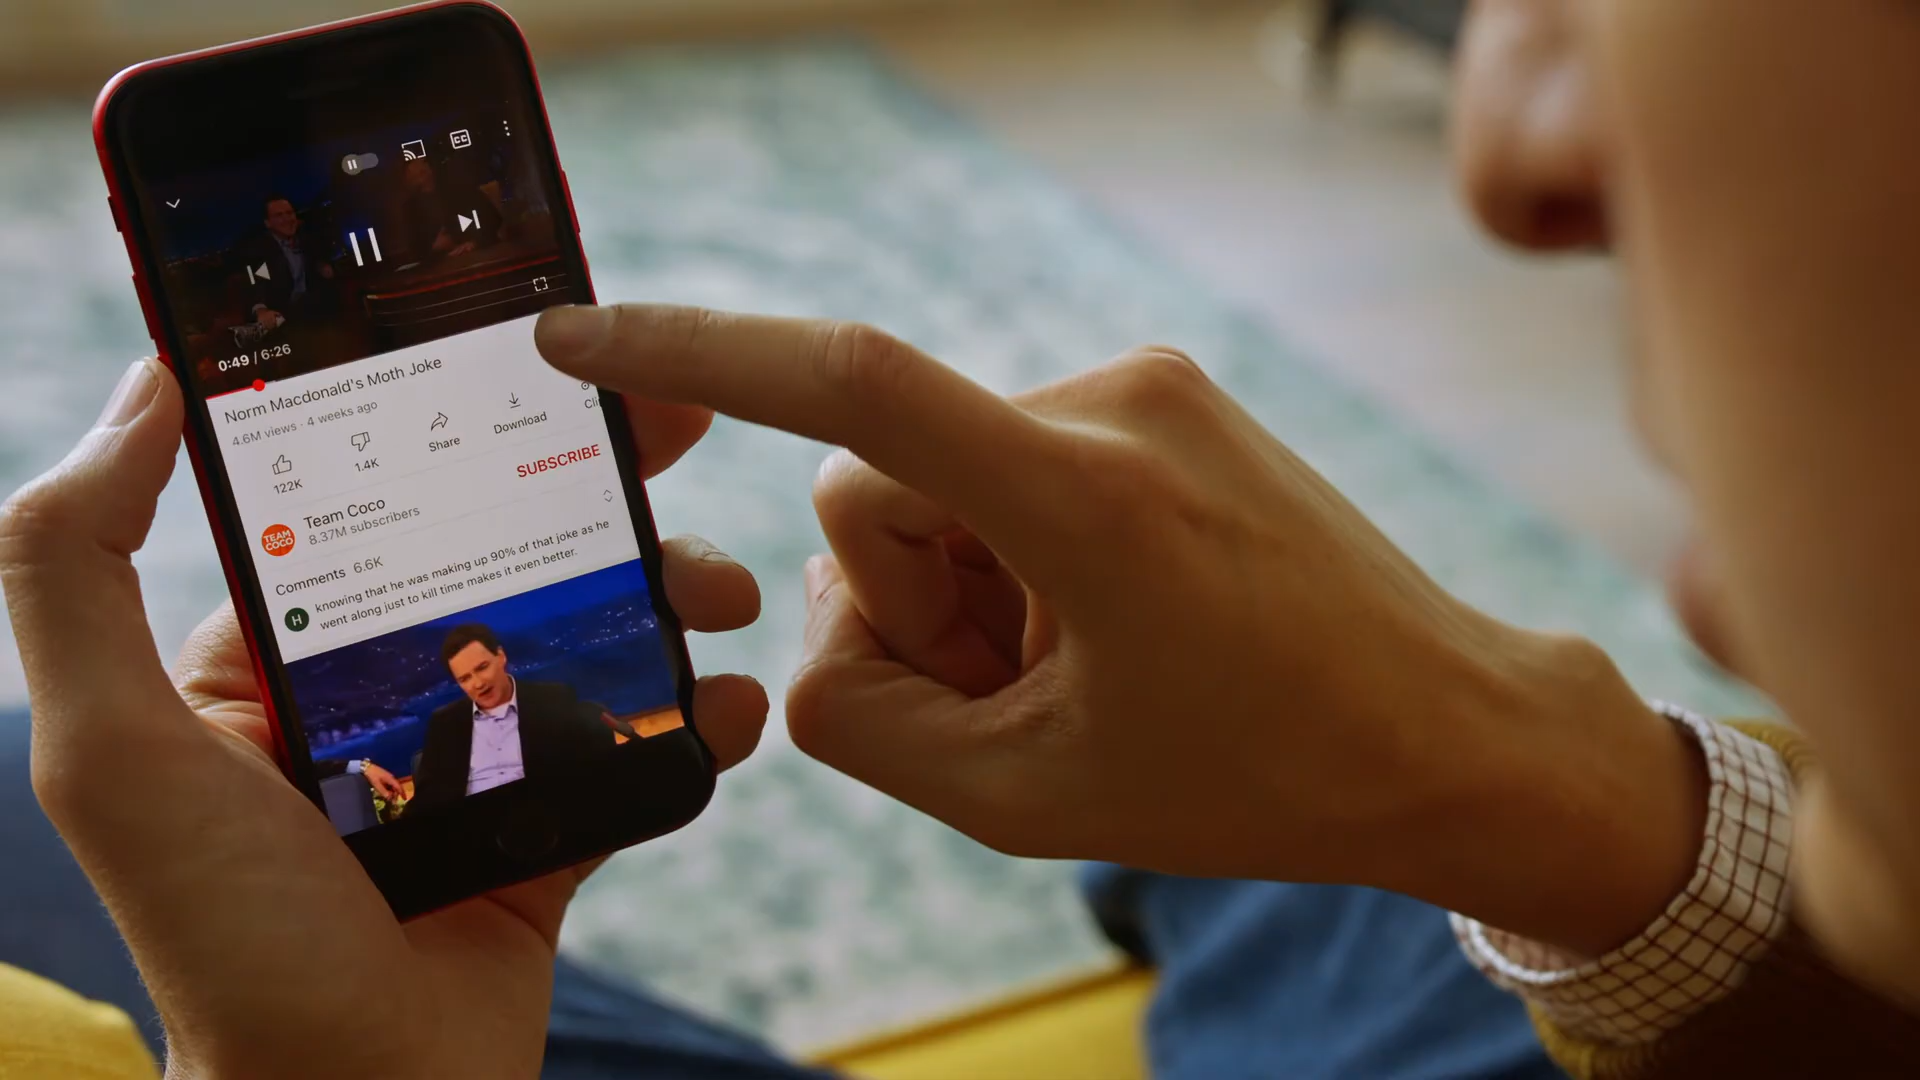 CC
0:49 / 6:26
Norm Macdonald's Moth Joke
4.6M views · 4 weeks ago
122K
1.4K
Share
Download
Cli
Team Coco
8.37M subscribers
SUBSCRIBE
TEAM
COCO
Comments 6.6K
H
knowing that he was making up 90% of that joke as he
went along just to kill time makes it even better.